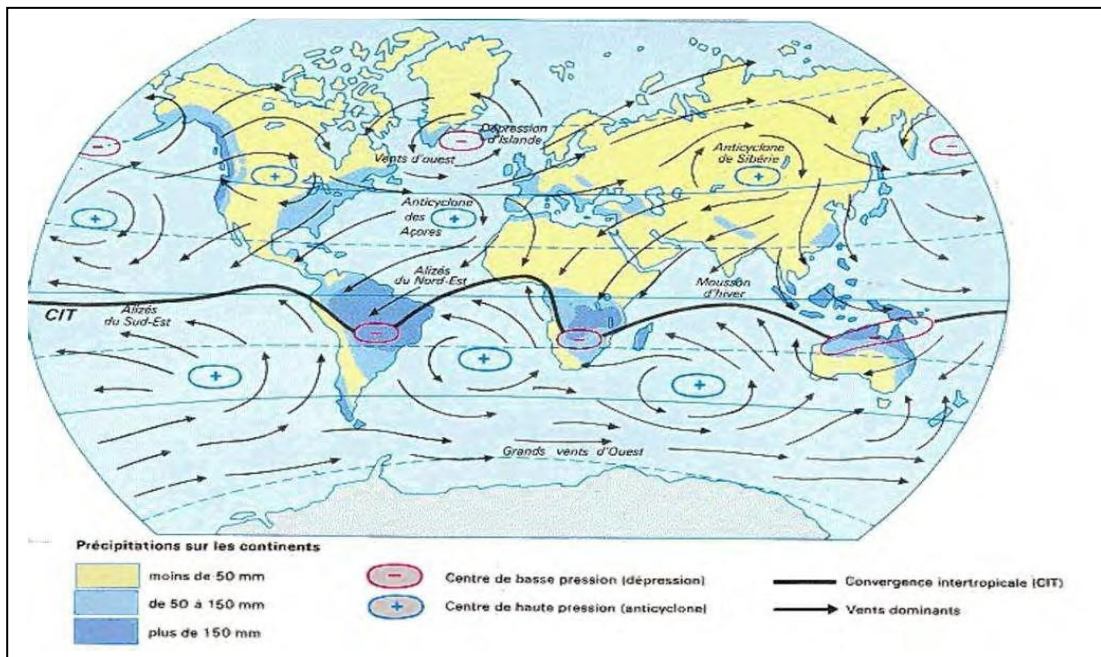 Dépression
d'Islande
Vents d'ouest
Anticyclone
de Sibérie
Anticyclone
des
Açores
Alizés
du Nord-Est
Mousson
d'hiver
CIT
Alizés
du Sud-Est
Grands vents d'Ouest
Précipitations sur les continents
moins de 50 mm
de 50 à 150 mm
plus de 150 mm
Centre de basse pression (dépression)
Centre de haute pression (anticyclone)
Convergence intertropicale (CIT)
Vents dominants